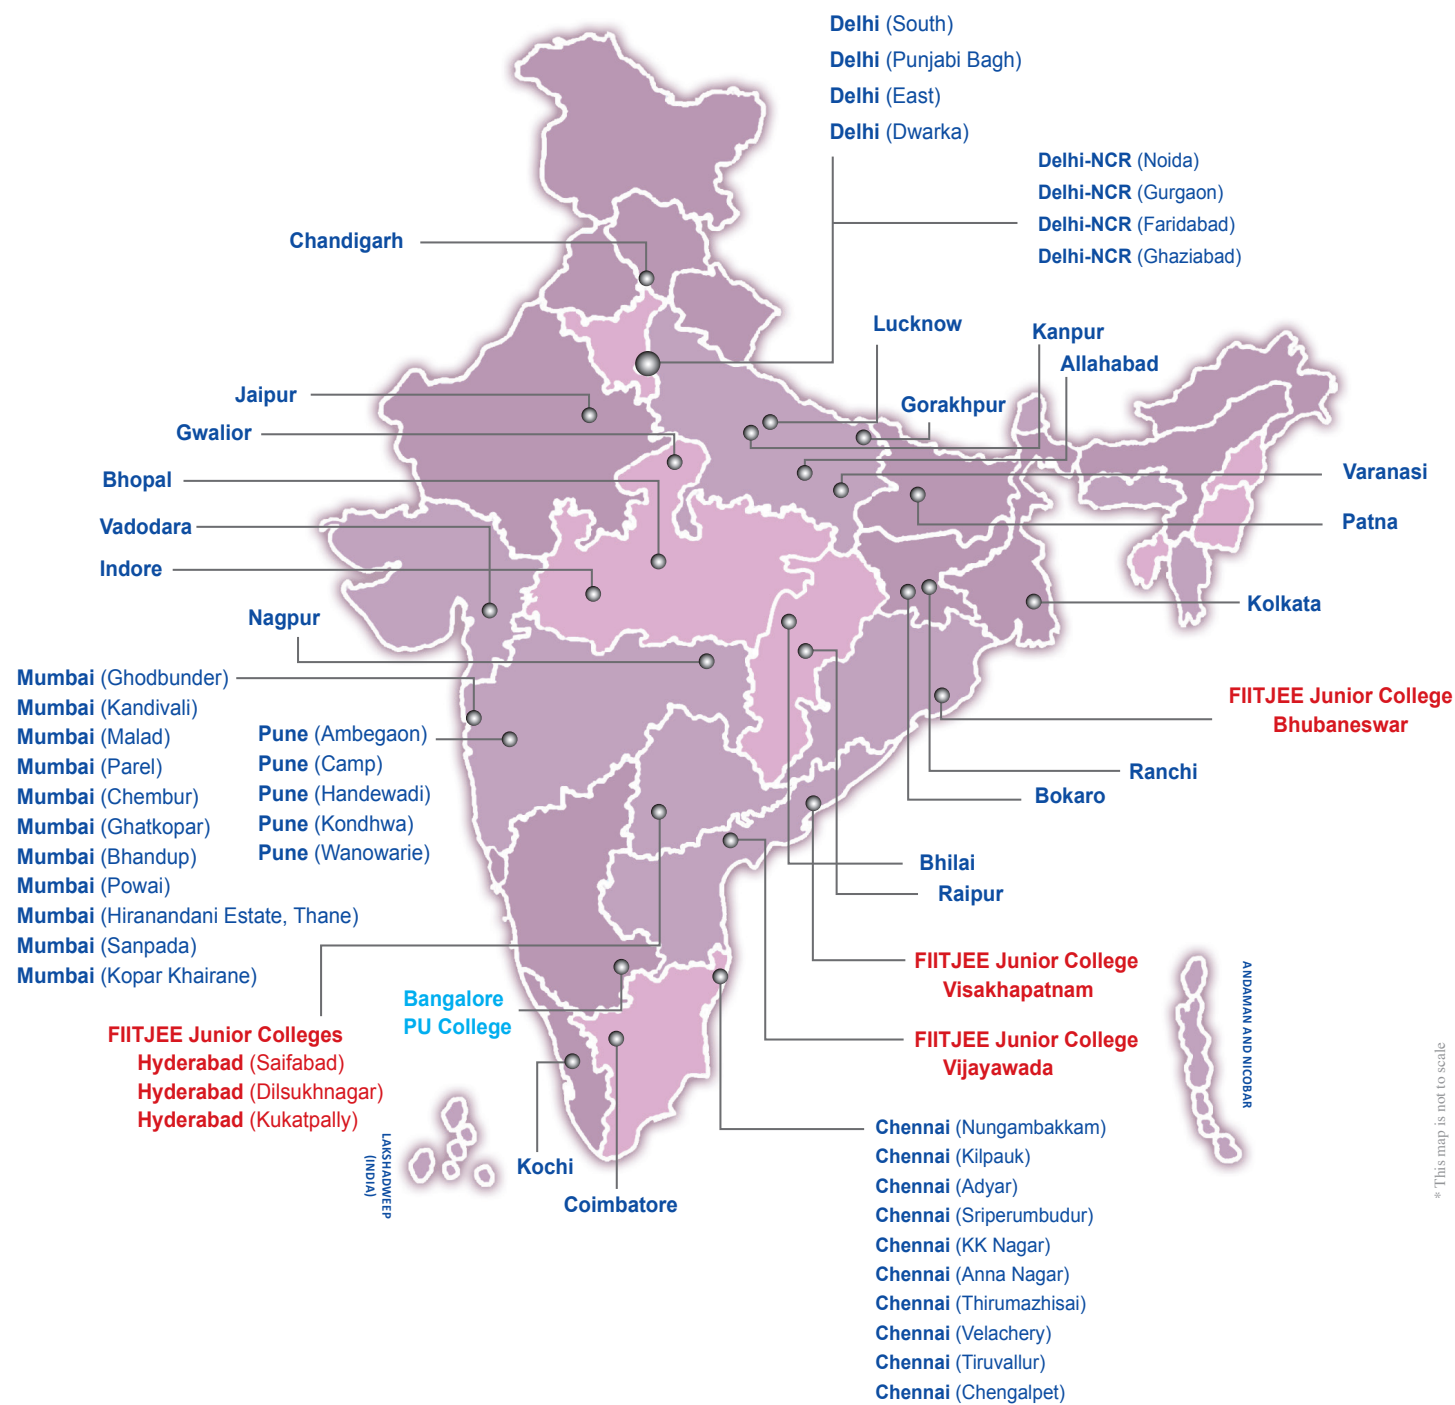 Delhi (South)
Delhi (Punjabi Bagh)
Delhi (East)
Delhi (Dwarka)
Delhi-NCR (Noida)
Delhi-NCR (Gurgaon)
Delhi-NCR (Faridabad)
Delhi-NCR (Ghaziabad)
Chandigarh
Lucknow
Kanpur
Allahabad
Jaipur
Gorakhpur
Gwalior
Bhopal
Varanasi
Vadodara
Patna
Indore
Kolkata
Nagpur
Mumbai (Ghodbunder)
Mumbai (Kandivali)
Mumbai (Malad)
Mumbai (Parel)
Mumbai (Chembur)
Mumbai (Ghatkopar)
Mumbai (Bhandup)
Mumbai (Powai)
Mumbai (Hiranandani Estate, Thane)
Mumbai (Sanpada)
Mumbai (Kopar Khairane)
Pune (Ambegaon)
Pune (Camp)
Pune (Handewadi)
Pune (Kondhwa)
Pune (Wanowarie)
FIITJEE Junior College
Bhubaneswar
Ranchi
Bokaro
Bhilai
Raipur
FIITJEE Junior College
Visakhapatnam
FIITJEE Junior College
Vijayawada
Bangalore
PU College
FIITJEE Junior Colleges
Hyderabad (Saifabad)
Hyderabad (Dilsukhnagar)
Hyderabad (Kukatpally)
LAKSHADWEEP
(INDIA)
Kochi
Coimbatore
Chennai (Nungambakkam)
Chennai (Kilpauk)
Chennai (Adyar)
Chennai (Sriperumbudur)
Chennai (KK Nagar)
Chennai (Anna Nagar)
Chennai (Thirumazhisai)
Chennai (Velachery)
Chennai (Tiruvallur)
Chennai (Chengalpet)
ANDAMAN AND NICOBAR
* This map is not to scale